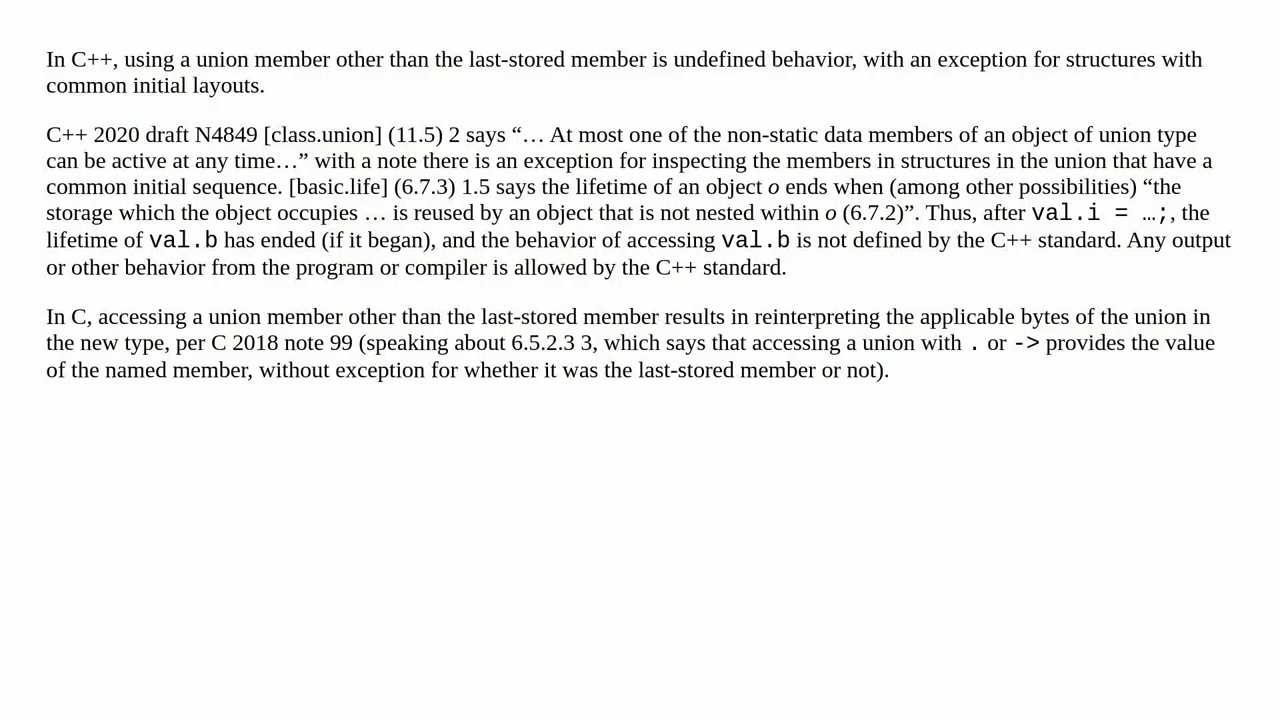 In C++, using a union member other than the last-stored member is undefined behavior, with an exception for structures with
common initial layouts.
C++ 2020 draft N4849 [class.union] (11.5) 2 says “… At most one of the non-static data members of an object of union type
can be active at any time…” with a note there is an exception for inspecting the members in structures in the union that have a
common initial sequence. [basic.life] (6.7.3) 1.5 says the lifetime of an object o ends when (among other possibilities) “the
storage which the object occupies … is reused by an object that is not nested within o (6.7.2)”. Thus, after val.i = …;, the
lifetime of val.b has ended (if it began), and the behavior of accessing val.b is not defined by the C++ standard. Any output
or other behavior from the program or compiler is allowed by the C++ standard.
In C, accessing a union member other than the last-stored member results in reinterpreting the applicable bytes of the union in
the new type, per C 2018 note 99 (speaking about 6.5.2.3 3, which says that accessing a union with . or -> provides the value
of the named member, without exception for whether it was the last-stored member or not).